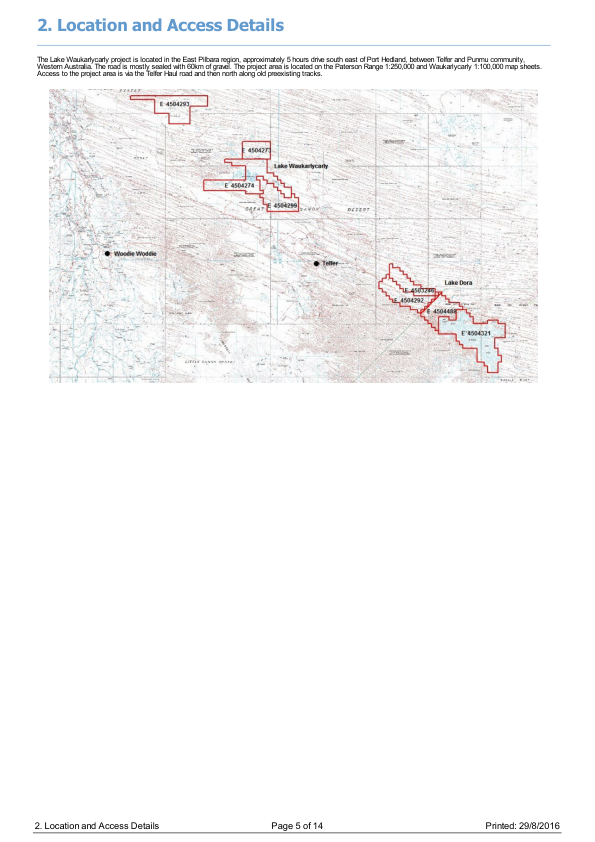 2. Location and Access Details
The Lake Waukarlycarly project is located in the East Pilbara region, approximately 5 hours drive south east of Port Hedland, between Telfer and Punmu community,
Western Australia. The road is mostly sealed with 60km of gravel. The project area is located on the Paterson Range 1:250,000 and Waukarlycarly 1:100,000 map sheets.
Access to the project area is via the Telfer Haul road and then north along old preexisting tracks.
E 4504293
E 4504273
Lake Waukarlycarly
E 4504274
E 4504299
GREAT SANDY DESERT
Woodie Woodie
Telfer
Lake Dora
E 4503246
E 4504292
E 4504488
E 4504321
LITTLE SANDY DESERT
2. Location and Access Details
Page 5 of 14
Printed: 29/8/2016